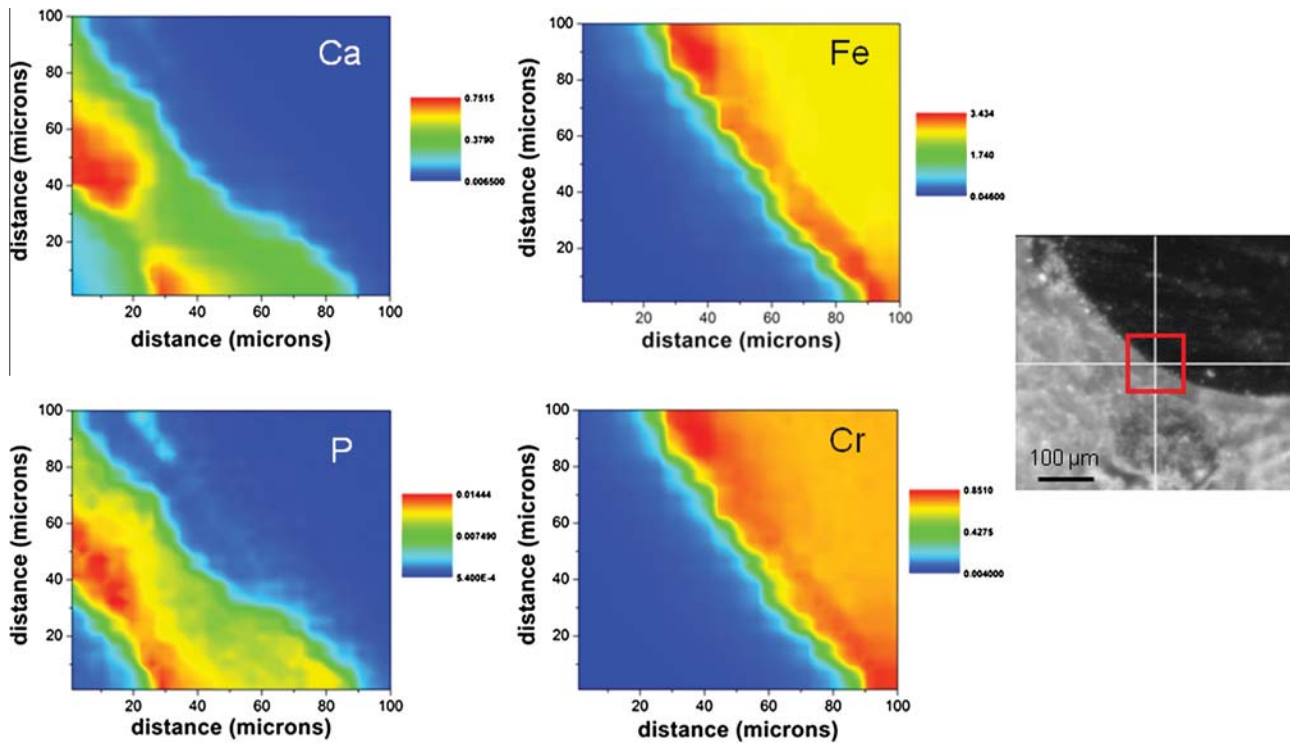 Ca
distance (microns)
100
80
60
40
20
20 40 60 80 100
distance (microns)
0.7515
0.3790
0.006500
Fe
distance (microns)
100
80
60
40
20
20 40 60 80 100
distance (microns)
3.434
1.740
0.04600
P
distance (microns)
100
80
60
40
20
20 40 60 80 100
distance (microns)
0.01444
0.007490
5.400E-4
Cr
distance (microns)
100
80
60
40
20
20 40 60 80 100
distance (microns)
0.8510
0.4275
0.004000
100 µm